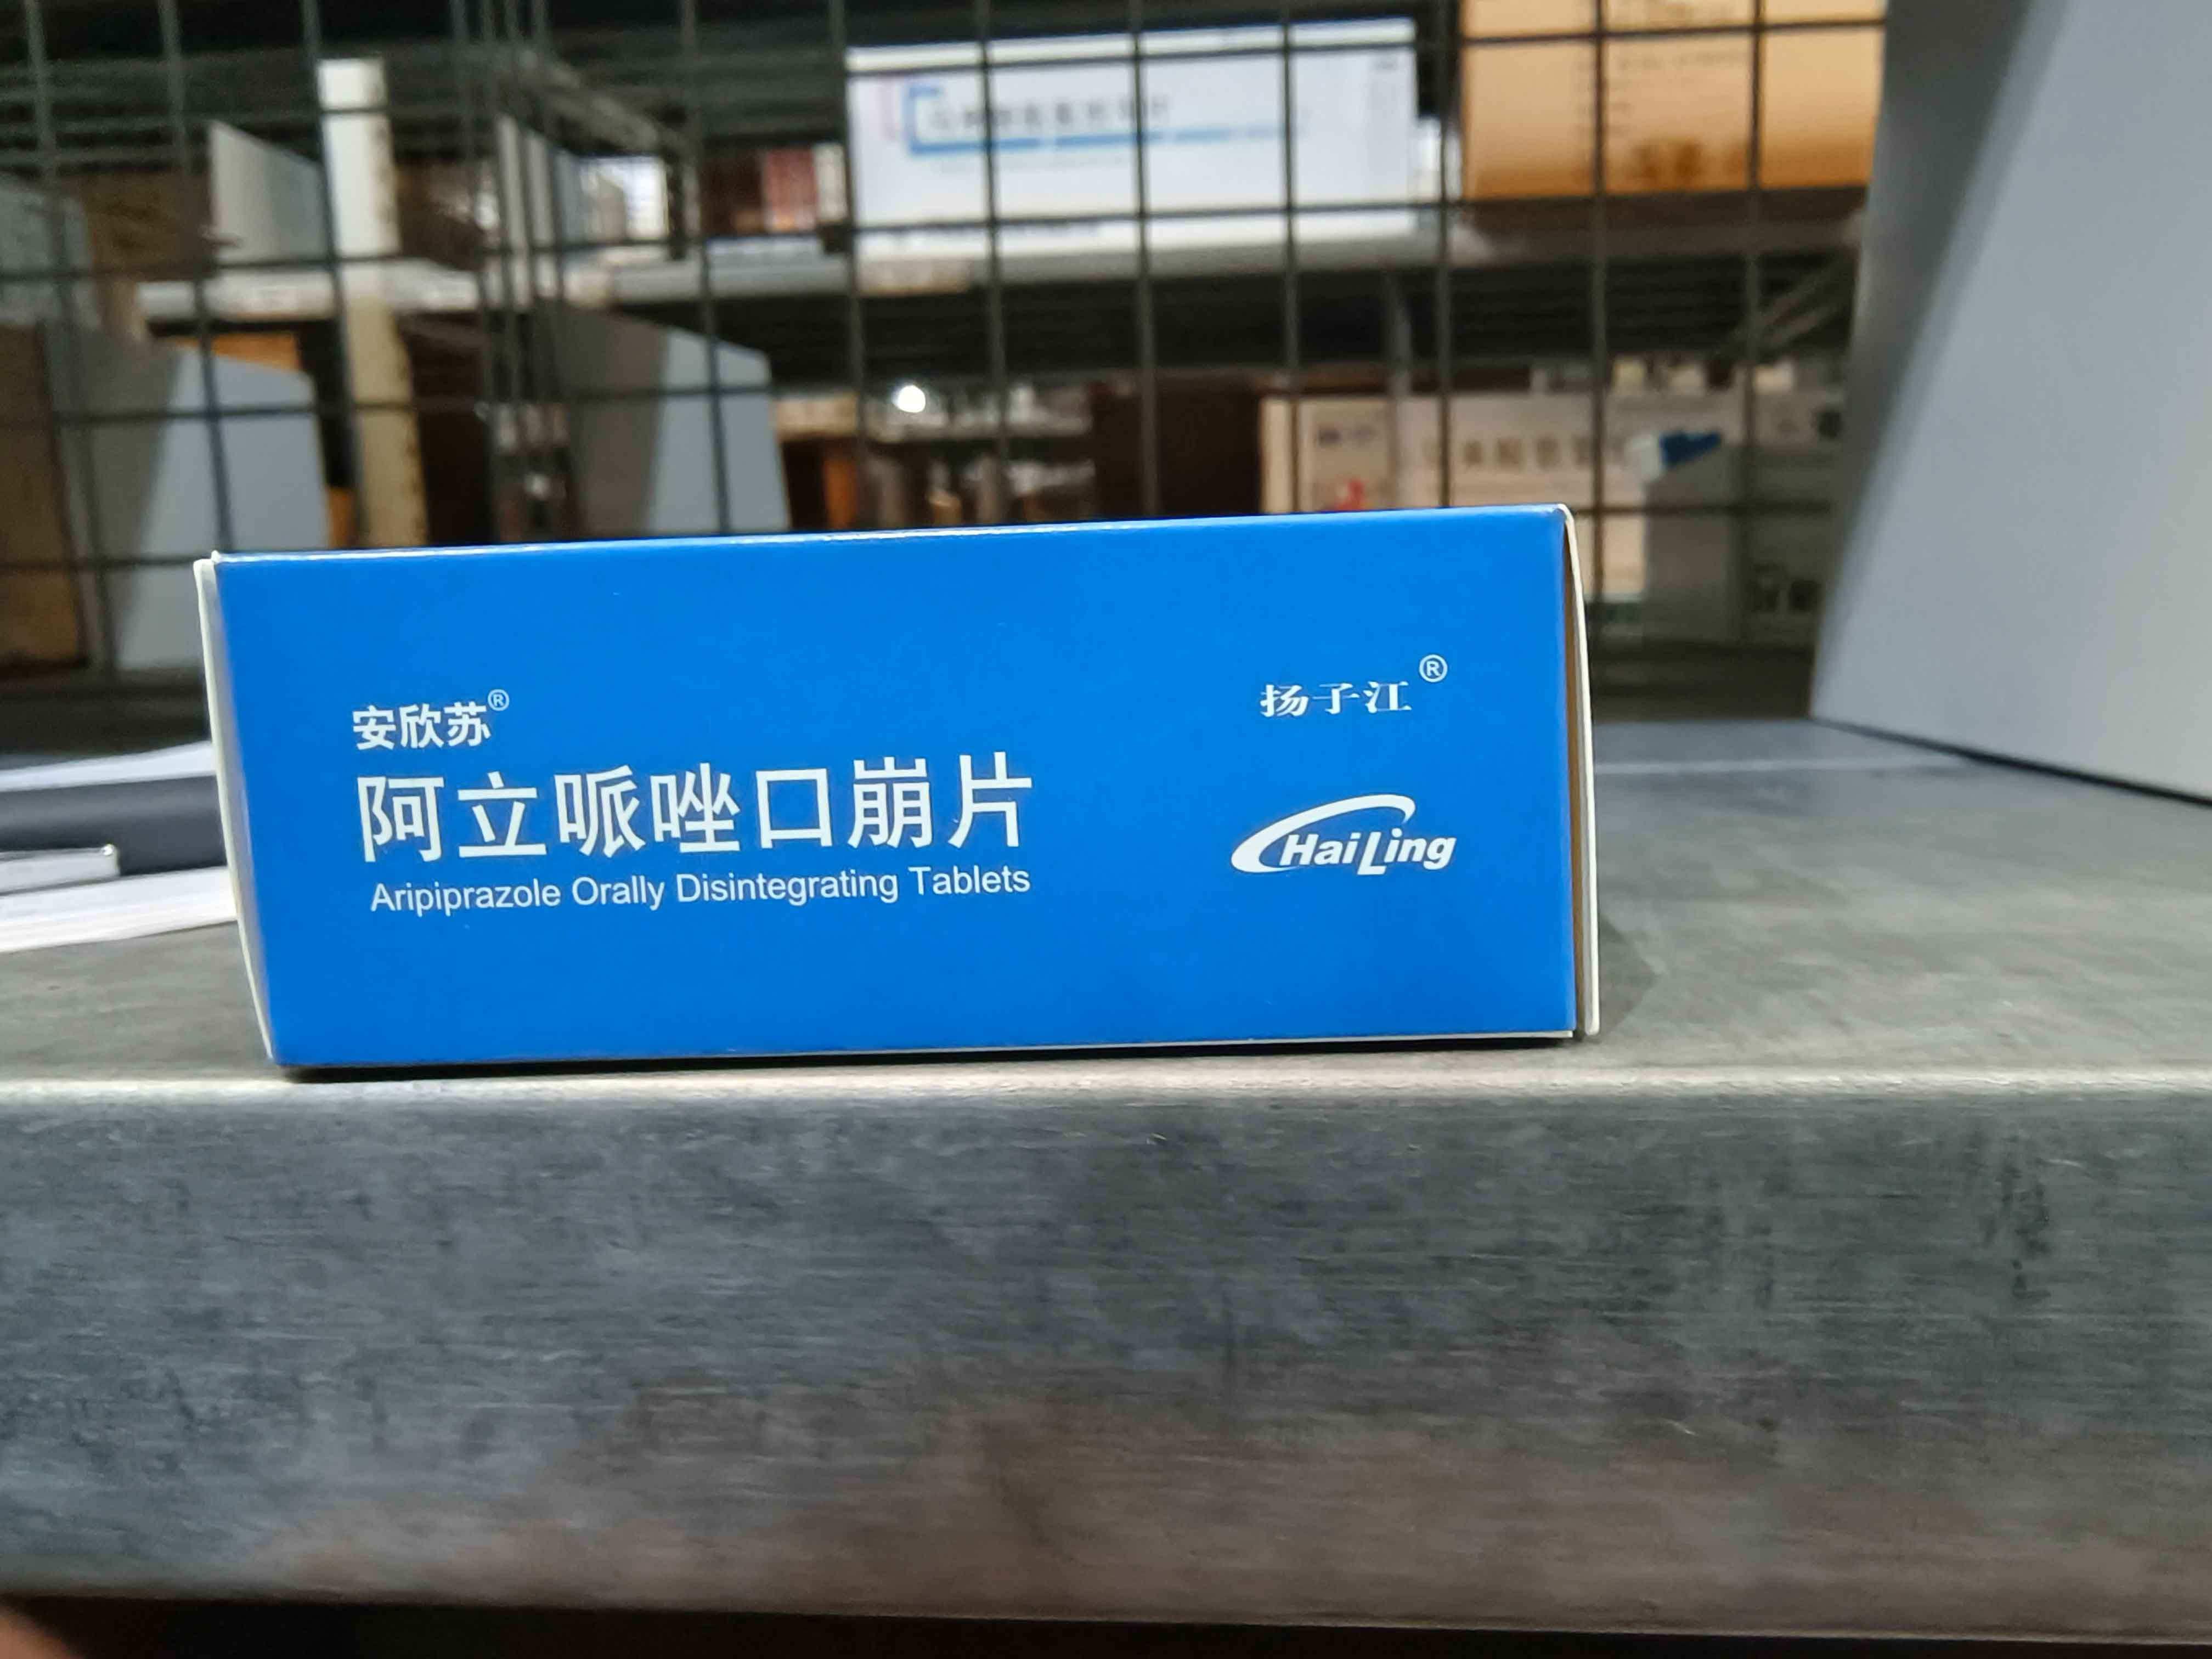 安欣苏®
阿立哌唑口崩片
Aripiprazole Orally Disintegrating Tablets
扬子江®
HaiLing